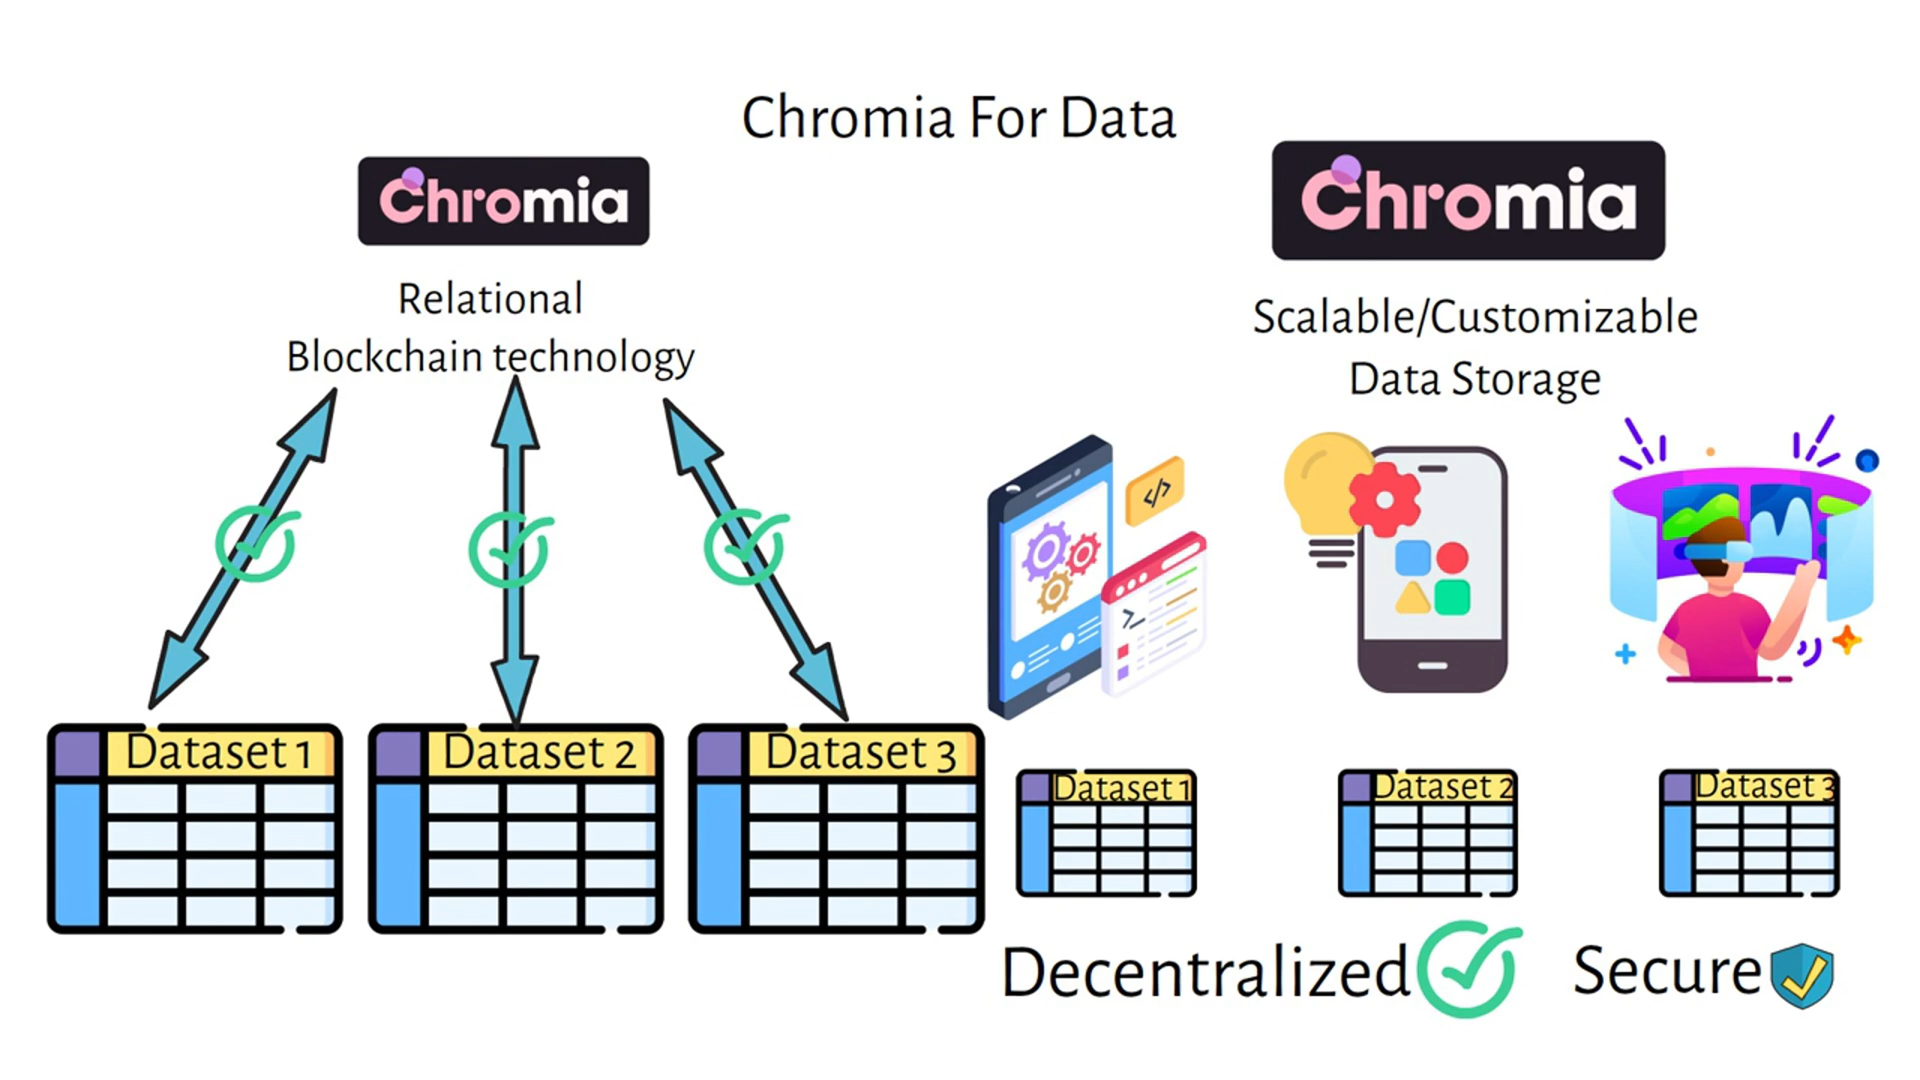 Chromia For Data
Chromia
Relational
Blockchain technology
Dataset 1
Dataset 2
Dataset 3
Chromia
Scalable/Customizable
Data Storage
</>
>_
Dataset 1
Dataset 2
Dataset 3
Decentralized
Secure